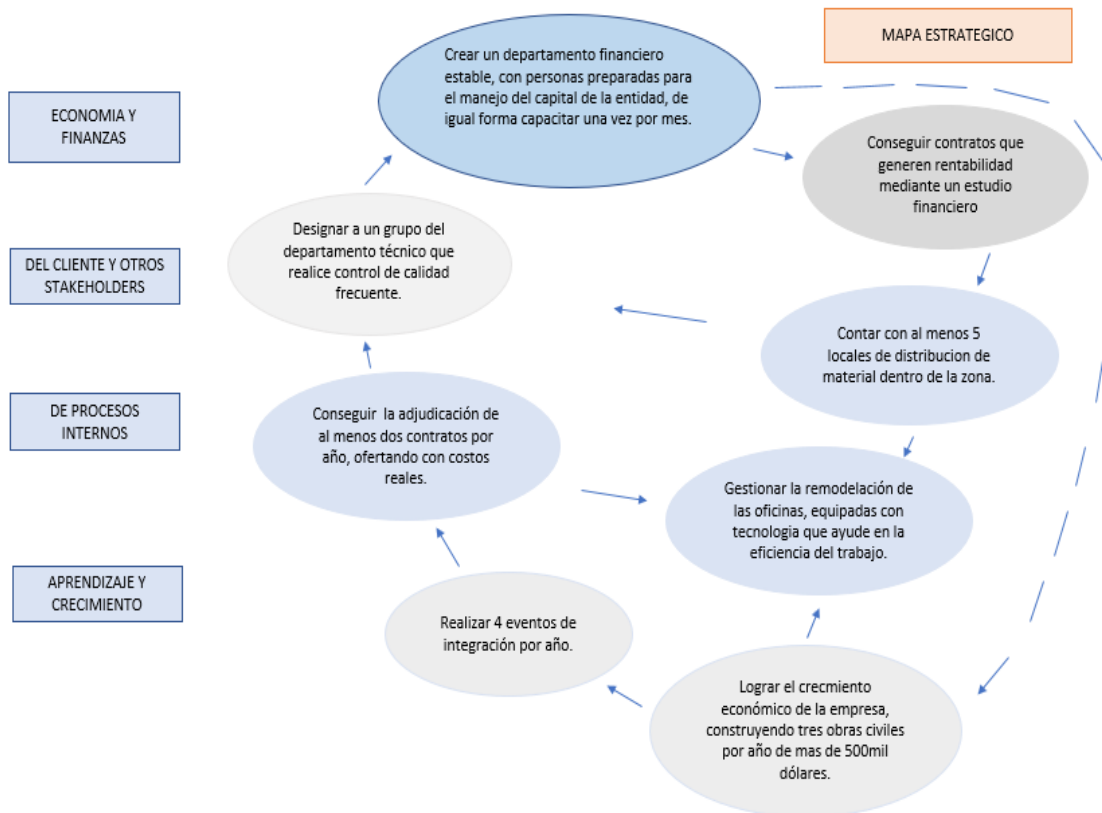 MAPA ESTRATEGICO
Crear un departamento financiero
estable, con personas preparadas para
el manejo del capital de la entidad, de
igual forma capacitar una vez por mes.
ECONOMIA Y
FINANZAS
Conseguir contratos que
generen rentabilidad
mediante un estudio
financiero
Designar a un grupo del
departamento técnico que
realice control de calidad
frecuente.
DEL CLIENTE Y OTROS
STAKEHOLDERS
Contar con al menos 5
locales de distribucion de
material dentro de la zona.
DE PROCESOS
INTERNOS
Conseguir la adjudicación de
al menos dos contratos por
año, ofertando con costos
reales.
Gestionar la remodelación de
las oficinas, equipadas con
tecnologia que ayude en la
eficiencia del trabajo.
APRENDIZAJE Y
CRECIMIENTO
Realizar 4 eventos de
integración por año.
Lograr el crecmiento
económico de la empresa,
construyendo tres obras civiles
por año de mas de 500mil
dólares.